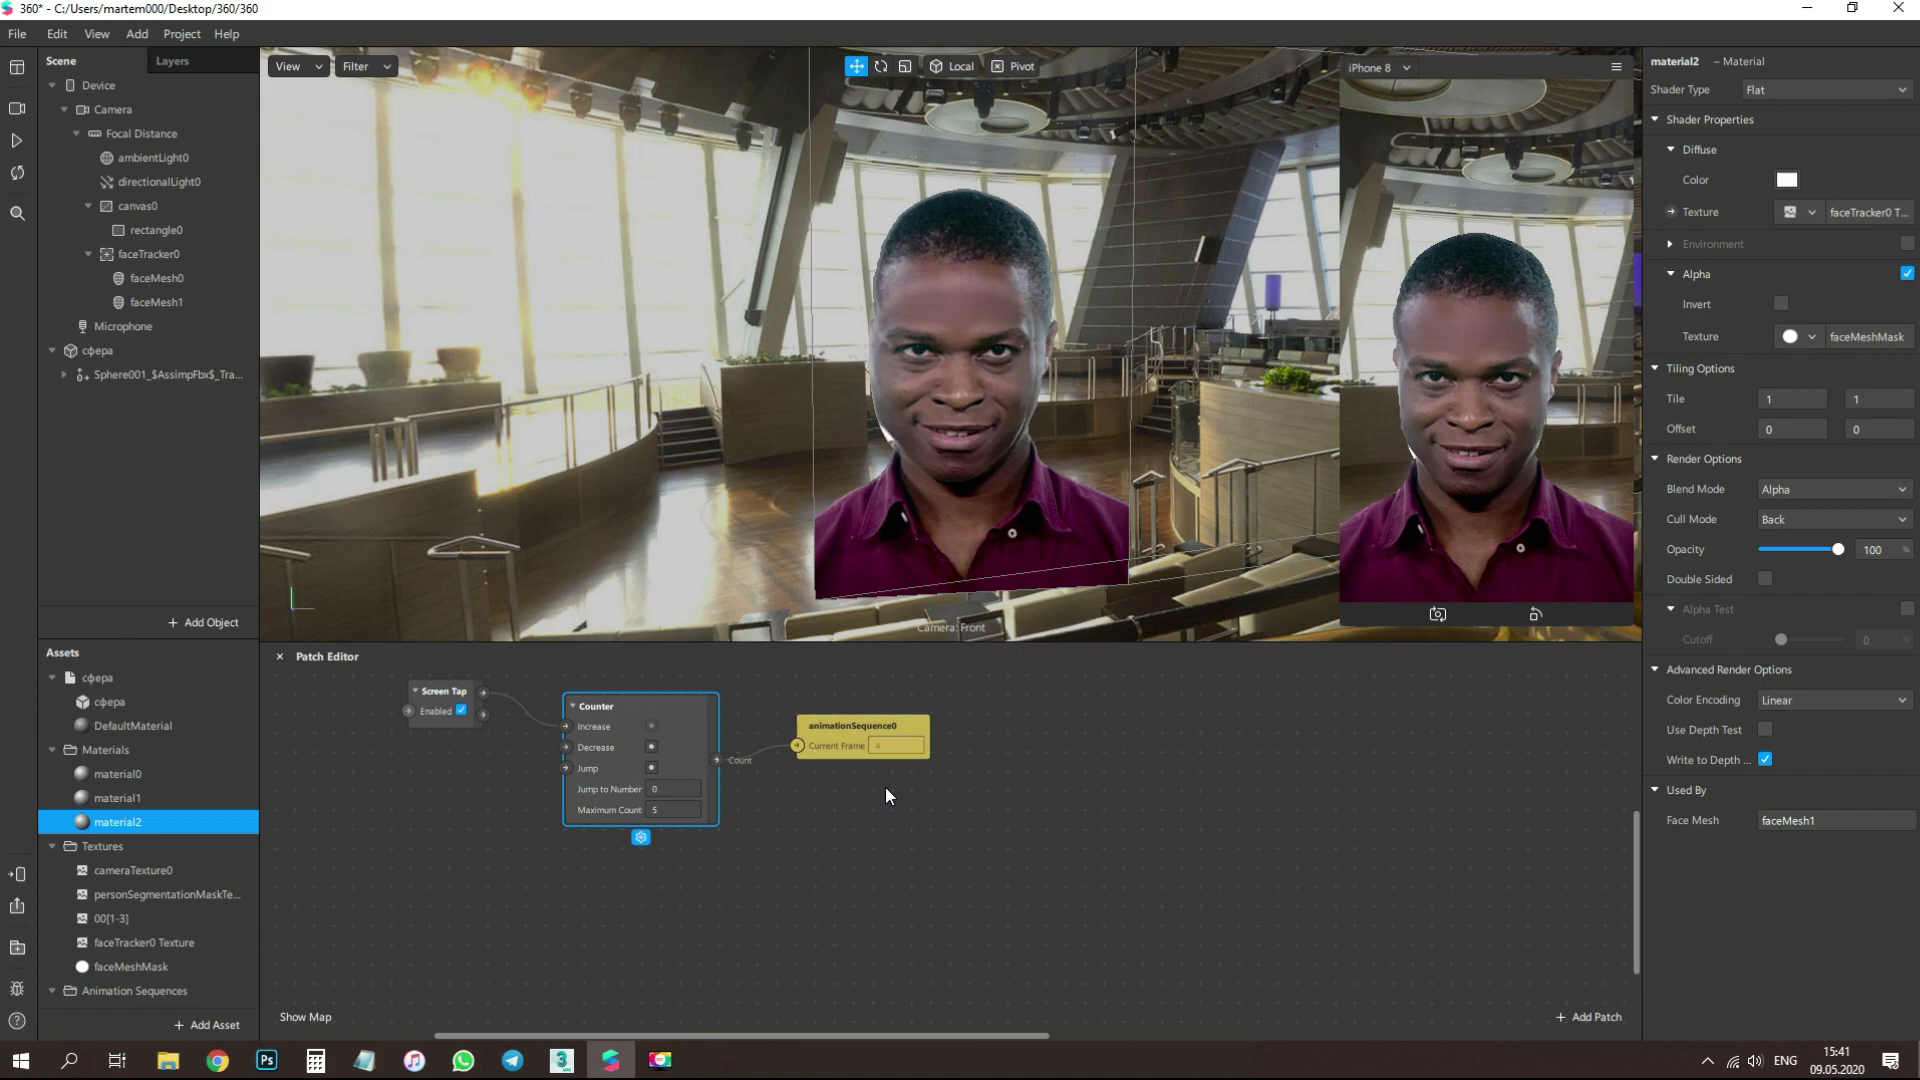 360* - C:/Users/martem000/Desktop/360/360
File Edit View Add Project Help
Scene Layers
Device
Camera
Focal Distance
ambientLight0
directionalLight0
canvas0
rectangle0
faceTracker0
faceMesh0
faceMesh1
Microphone
сфера
Sphere001_$AssimpFbx$_Tra...
+ Add Object
Assets
сфера
сфера
DefaultMaterial
Materials
material0
material1
material2
Textures
cameraTexture0
personSegmentationMaskTe...
00[1-3]
faceTracker0 Texture
faceMeshMask
Animation Sequences
+ Add Asset
View Filter
Local Pivot
Camera: Front
iPhone 8
Patch Editor
Screen Tap
Enabled
Counter
Increase
Decrease
Jump
Jump to Number 0
Maximum Count 5
Count
animationSequence0
Current Frame 4
Show Map
+ Add Patch
material2 – Material
Shader Type Flat
Shader Properties
Diffuse
Color
Texture faceTracker0 T...
Environment
Alpha
Invert
Texture faceMeshMask
Tiling Options
Tile 1 1
Offset 0 0
Render Options
Blend Mode Alpha
Cull Mode Back
Opacity 100 %
Double Sided
Alpha Test
Cutoff 0 %
Advanced Render Options
Color Encoding Linear
Use Depth Test
Write to Depth ...
Used By
Face Mesh faceMesh1
Ps
3
ENG
15:41
09.05.2020